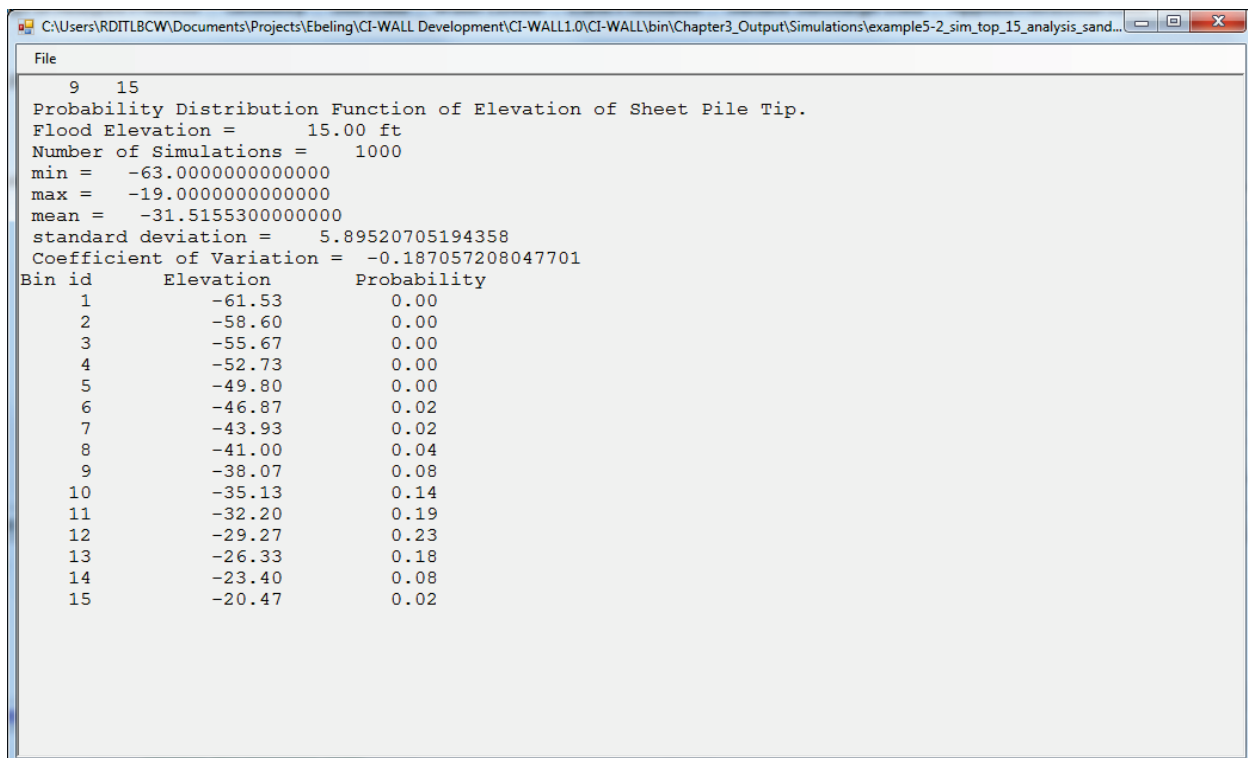 C:\Users\RDITLBCW\Documents\Projects\Ebeling\CI-WALL Development\CI-WALL1.0\CI-WALL\bin\Chapter3_Output\Simulations\example5-2_sim_top_15_analysis_sand...
File
9 15
Probability Distribution Function of Elevation of Sheet Pile Tip.
Flood Elevation = 15.00 ft
Number of Simulations = 1000
min = -63.0000000000000
max = -19.0000000000000
mean = -31.5155300000000
standard deviation = 5.89520705194358
Coefficient of Variation = -0.187057208047701
Bin id Elevation Probability
1 -61.53 0.00
2 -58.60 0.00
3 -55.67 0.00
4 -52.73 0.00
5 -49.80 0.00
6 -46.87 0.02
7 -43.93 0.02
8 -41.00 0.04
9 -38.07 0.08
10 -35.13 0.14
11 -32.20 0.19
12 -29.27 0.23
13 -26.33 0.18
14 -23.40 0.08
15 -20.47 0.02